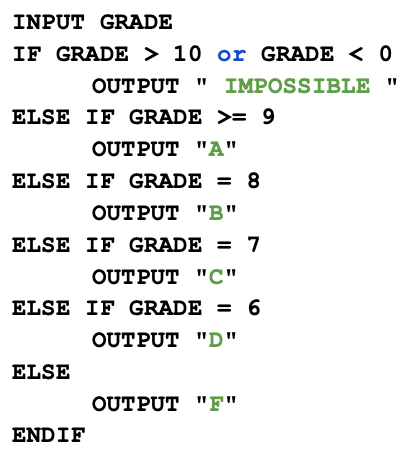 INPUT GRADE
IF GRADE > 10 or GRADE < 0
OUTPUT " IMPOSSIBLE "
ELSE IF GRADE >= 9
OUTPUT "A"
ELSE IF GRADE = 8
OUTPUT "B"
ELSE IF GRADE = 7
OUTPUT "C"
ELSE IF GRADE = 6
OUTPUT "D"
ELSE
OUTPUT "F"
ENDIF